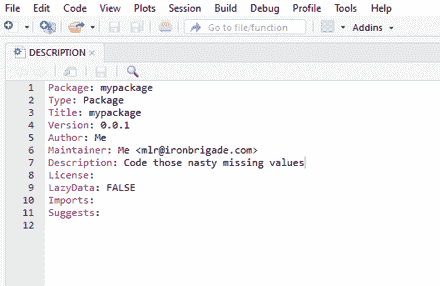 File Edit Code View Plots Session Build Debug Profile Tools Help
Go to file/function Addins
DESCRIPTION
1 Package: mypackage
2 Type: Package
3 Title: mypackage
4 Version: 0.0.1
5 Author: Me
6 Maintainer: Me <mlr@ironbrigade.com>
7 Description: Code those nasty missing values
8 License:
9 LazyData: FALSE
10 Imports:
11 Suggests:
12